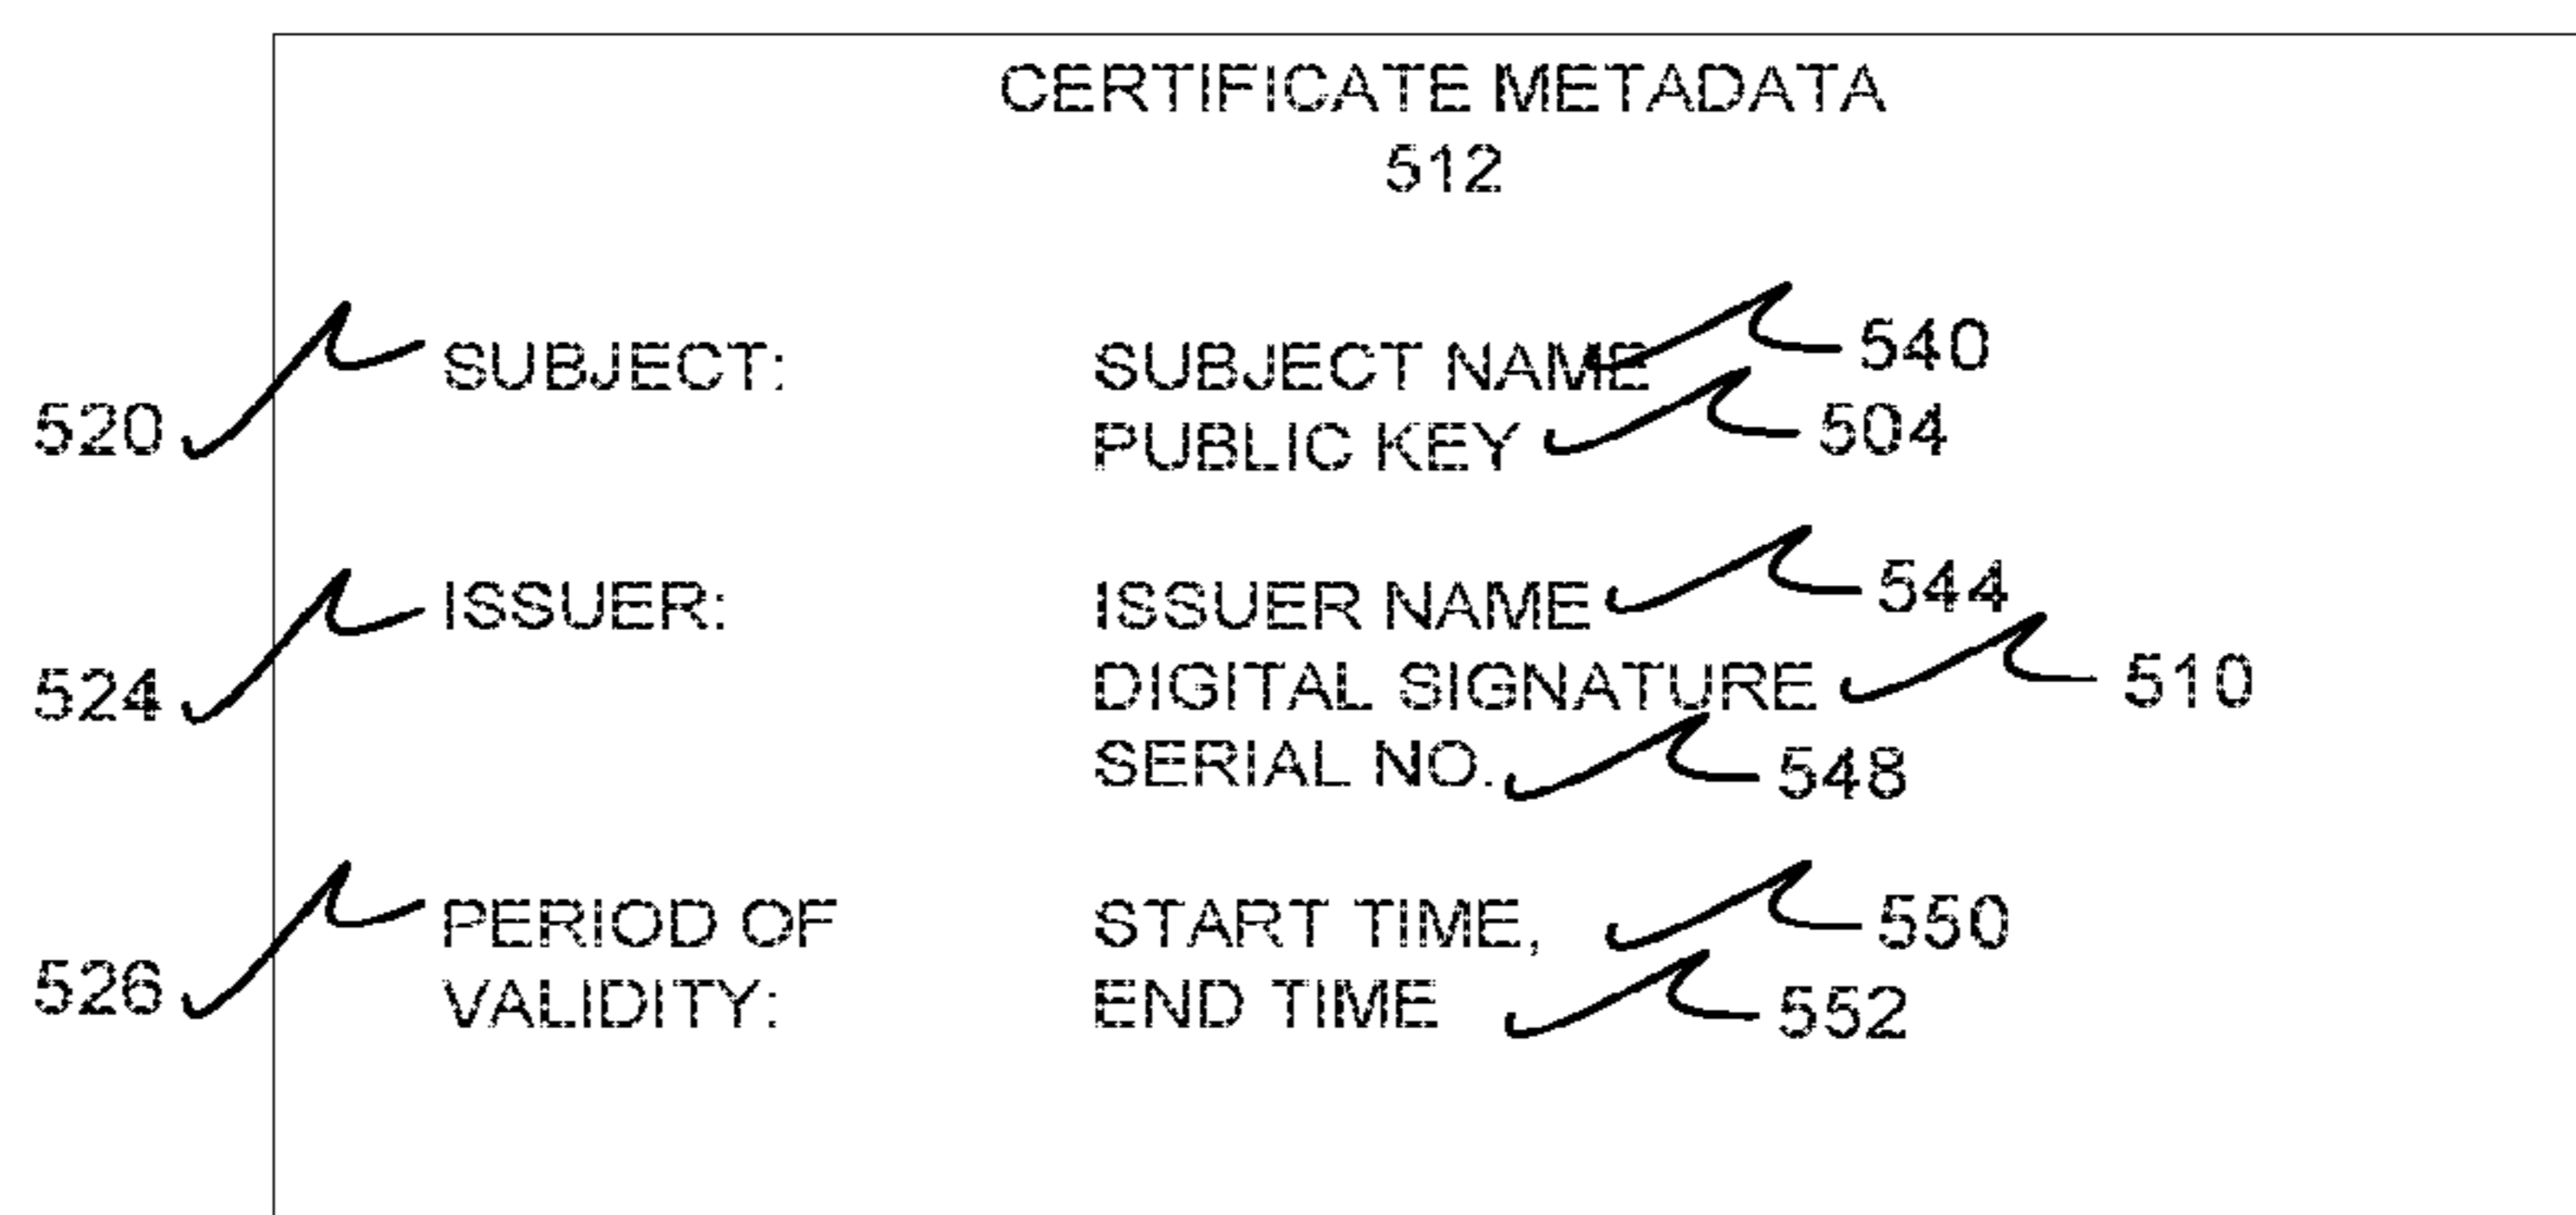 CERTIFICATE METADATA
512
SUBJECT: SUBJECT NAME 540
520 PUBLIC KEY 504
ISSUER: ISSUER NAME 544
524 DIGITAL SIGNATURE 510
SERIAL NO. 548
PERIOD OF START TIME, 550
526 VALIDITY: END TIME 552